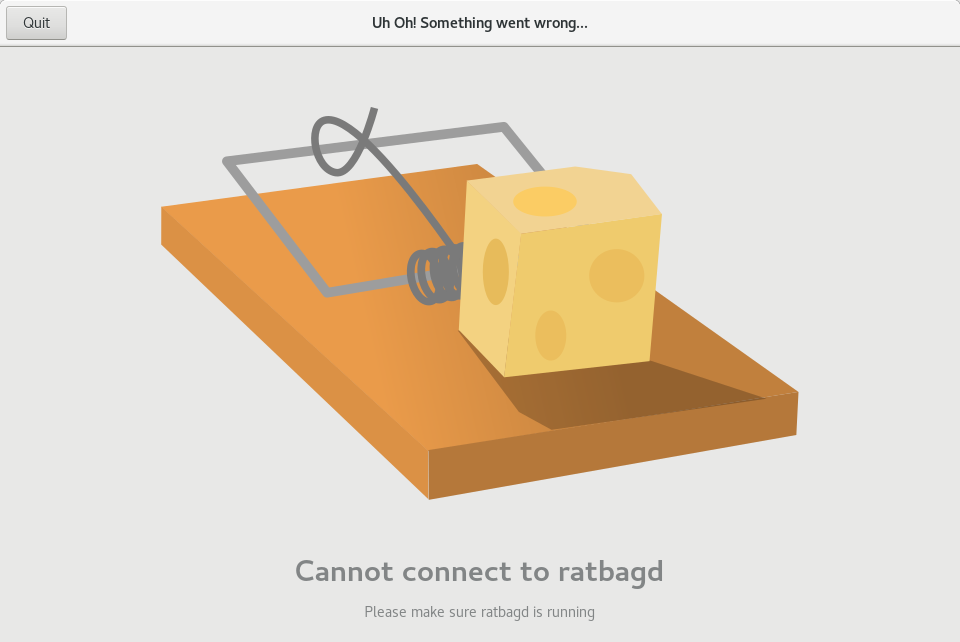 Quit
Uh Oh! Something went wrong...
Cannot connect to ratbagd
Please make sure ratbagd is running